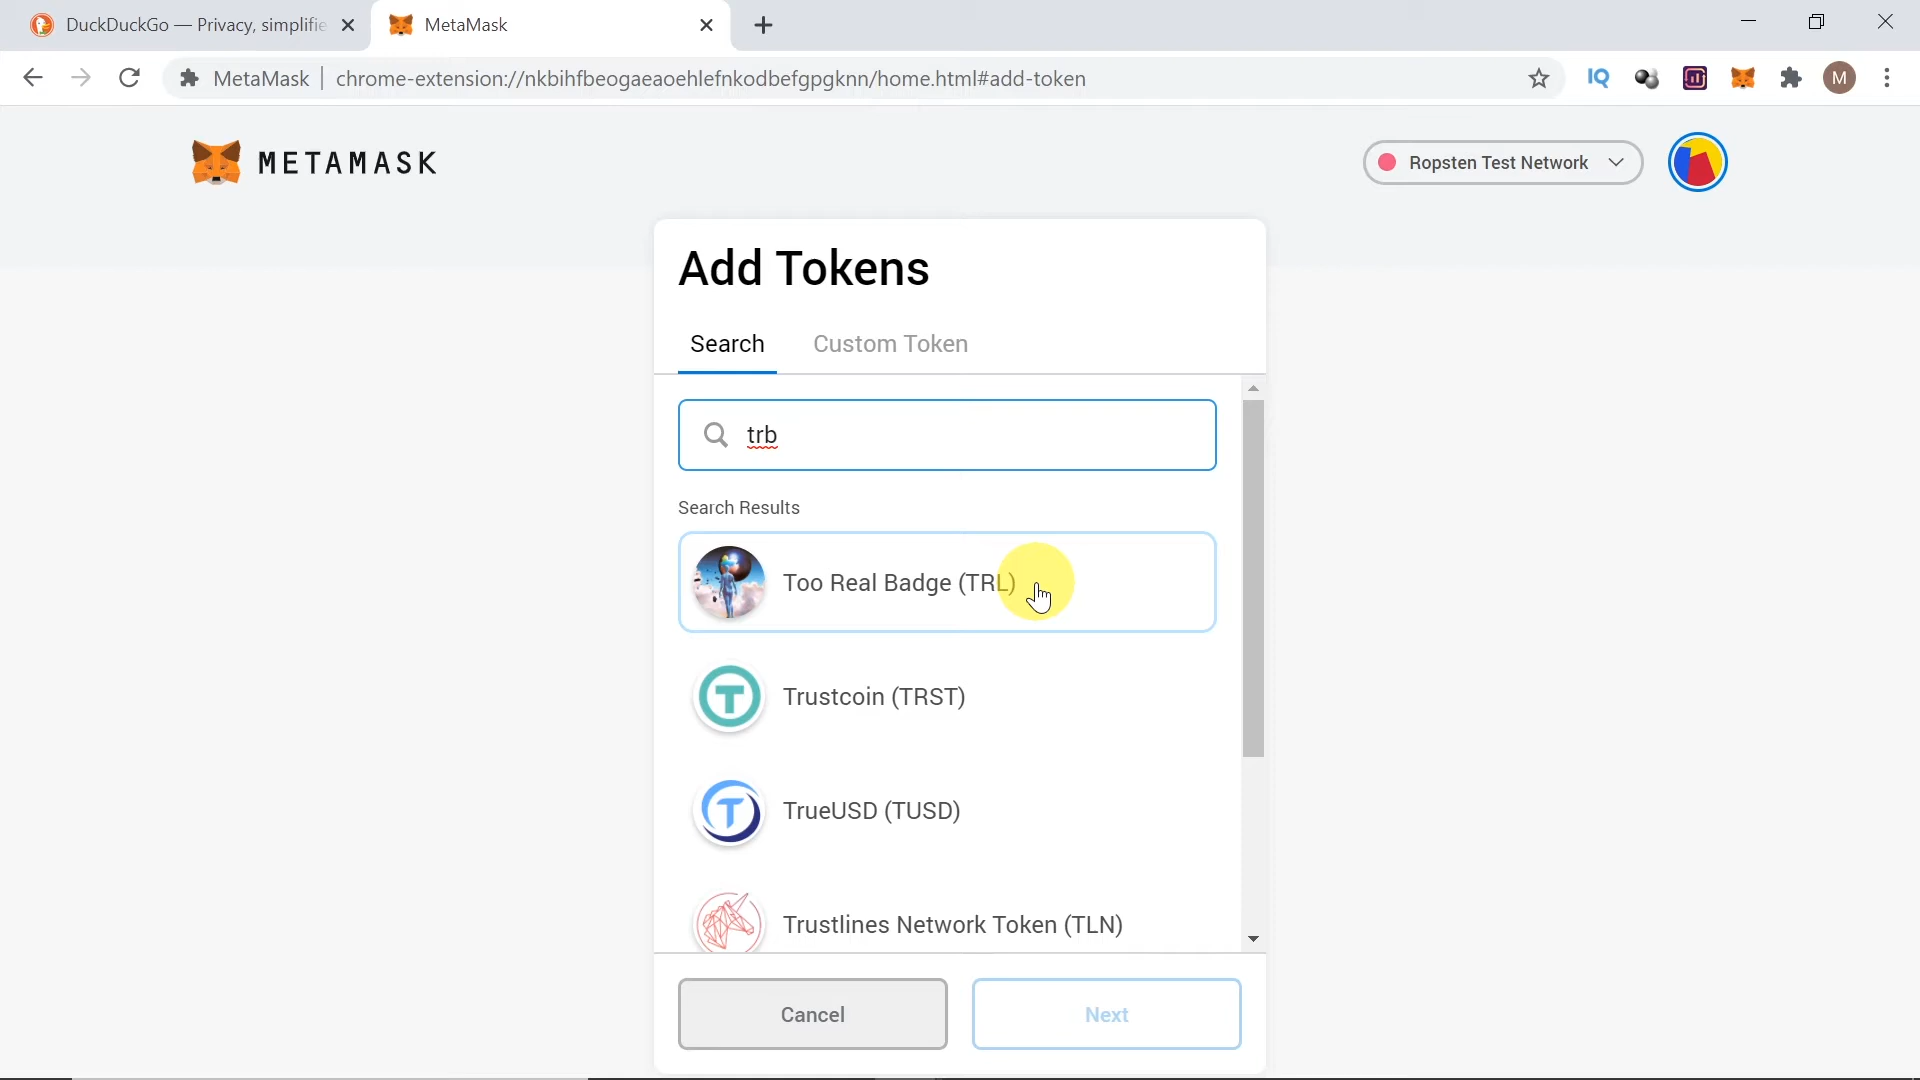 DuckDuckGo — Privacy, simplifie
MetaMask
MetaMask | chrome-extension://nkbihfbeogaeaoehlefnkodbefgpgknn/home.html#add-token
IQ
M
METAMASK
Ropsten Test Network
Add Tokens
Search
Custom Token
trb
Search Results
Too Real Badge (TRL)
Trustcoin (TRST)
TrueUSD (TUSD)
Trustlines Network Token (TLN)
Cancel
Next